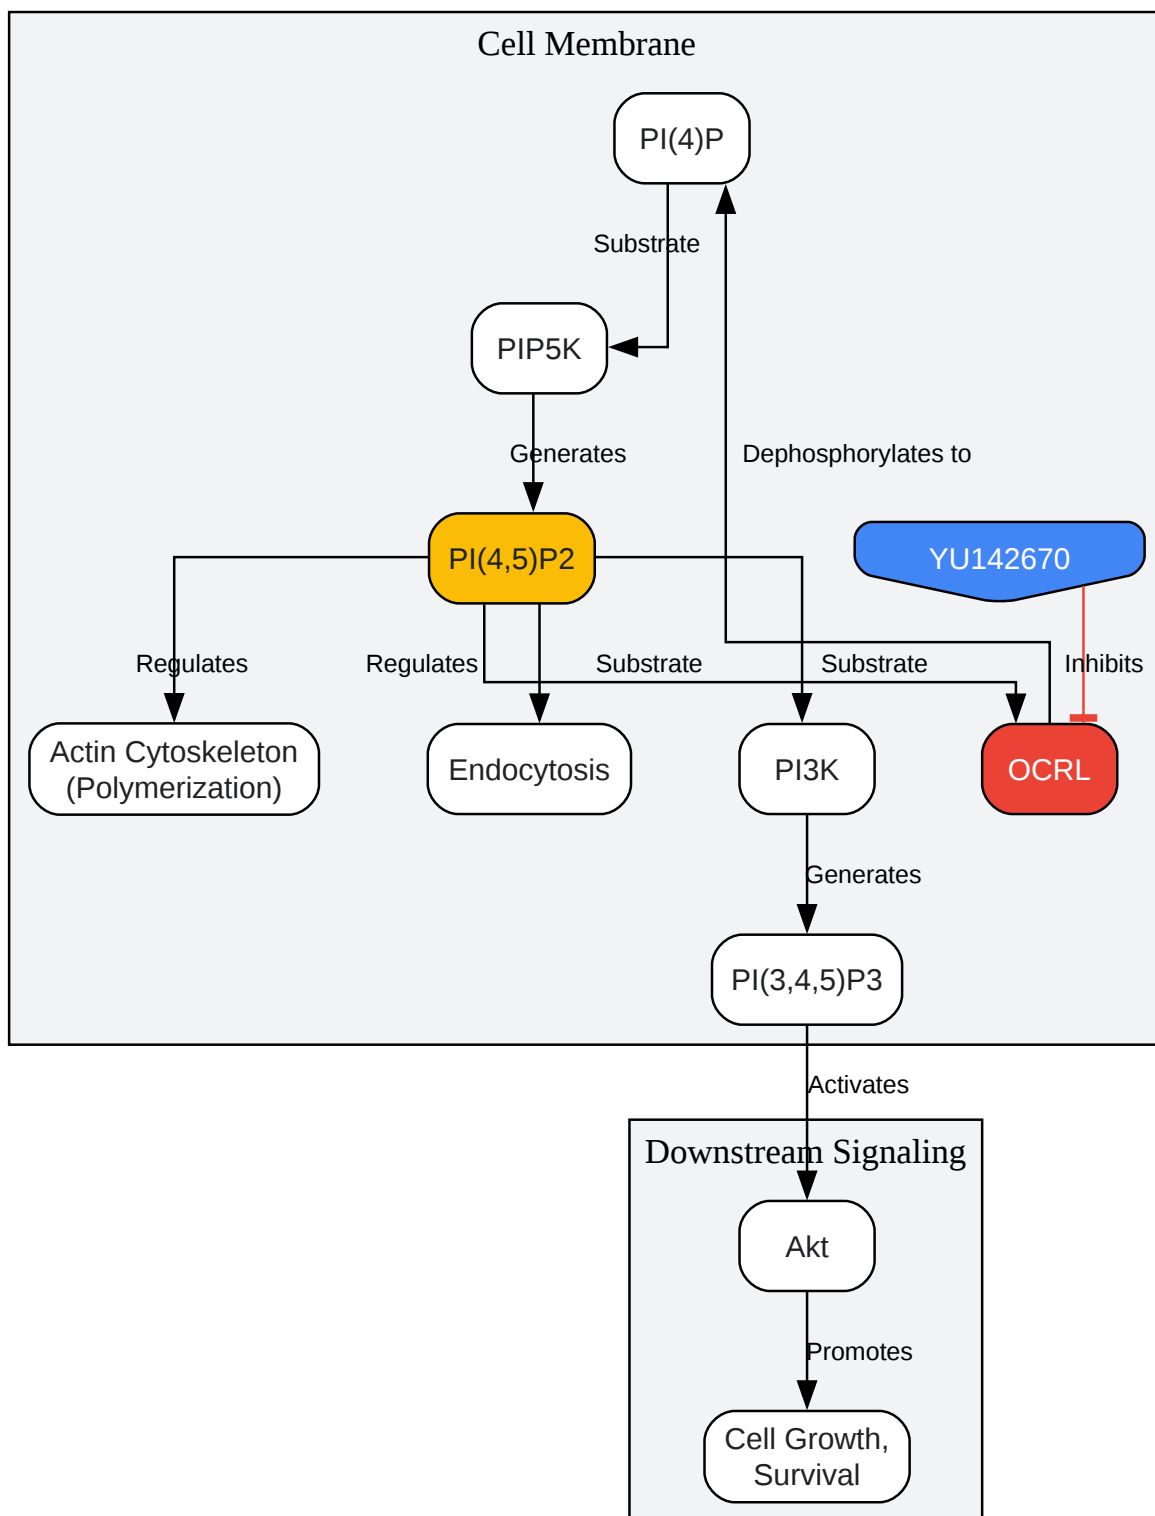 Cell Membrane
PI(4)P
Substrate
PIP5K
Generates
Dephosphorylates to
PI(4,5)P2
YU142670
Regulates
Regulates
Substrate
Substrate
Inhibits
Actin Cytoskeleton
(Polymerization)
Endocytosis
PI3K
OCRL
Generates
PI(3,4,5)P3
Activates
Downstream Signaling
Akt
Promotes
Cell Growth,
Survival